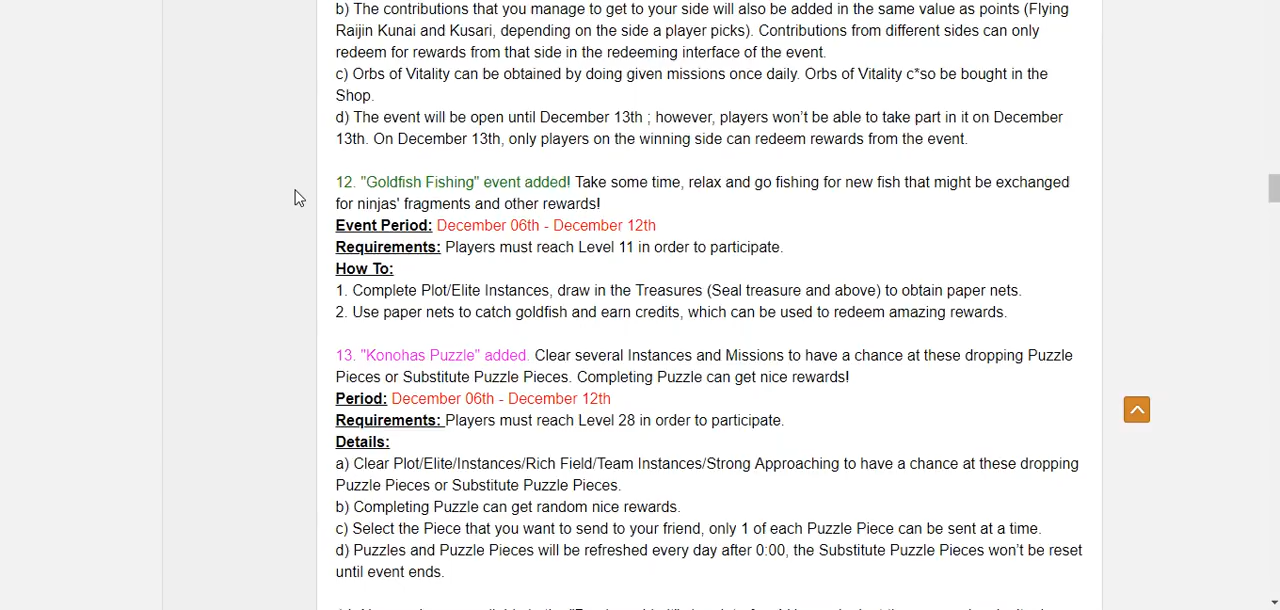 b) The contributions that you manage to get to your side will also be added in the same value as points (Flying
Raijin Kunai and Kusari, depending on the side a player picks). Contributions from different sides can only
redeem for rewards from that side in the redeeming interface of the event.
c) Orbs of Vitality can be obtained by doing given missions once daily. Orbs of Vitality c*so be bought in the
Shop.
d) The event will be open until December 13th ; however, players won’t be able to take part in it on December
13th. On December 13th, only players on the winning side can redeem rewards from the event.
12. "Goldfish Fishing" event added! Take some time, relax and go fishing for new fish that might be exchanged
for ninjas' fragments and other rewards!
Event Period: December 06th - December 12th
Requirements: Players must reach Level 11 in order to participate.
How To:
1. Complete Plot/Elite Instances, draw in the Treasures (Seal treasure and above) to obtain paper nets.
2. Use paper nets to catch goldfish and earn credits, which can be used to redeem amazing rewards.
13. "Konohas Puzzle" added. Clear several Instances and Missions to have a chance at these dropping Puzzle
Pieces or Substitute Puzzle Pieces. Completing Puzzle can get nice rewards!
Period: December 06th - December 12th
Requirements: Players must reach Level 28 in order to participate.
Details:
a) Clear Plot/Elite/Instances/Rich Field/Team Instances/Strong Approaching to have a chance at these dropping
Puzzle Pieces or Substitute Puzzle Pieces.
b) Completing Puzzle can get random nice rewards.
c) Select the Piece that you want to send to your friend, only 1 of each Puzzle Piece can be sent at a time.
d) Puzzles and Puzzle Pieces will be refreshed every day after 0:00, the Substitute Puzzle Pieces won’t be reset
until event ends.